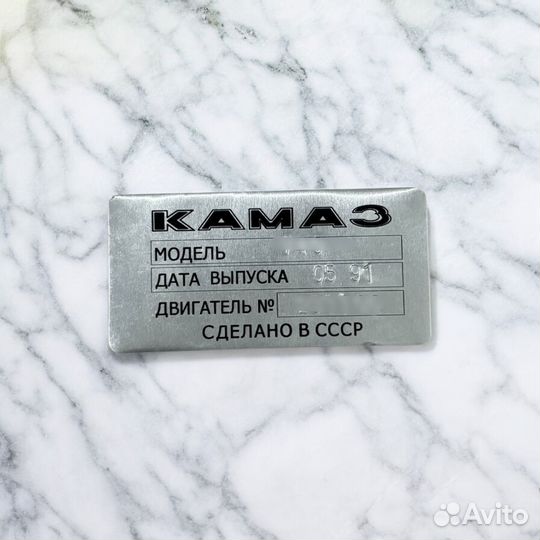 КАМАЗ
МОДЕЛЬ
ДАТА ВЫПУСКА 05 91
ДВИГАТЕЛЬ №
СДЕЛАНО В СССР
Avito